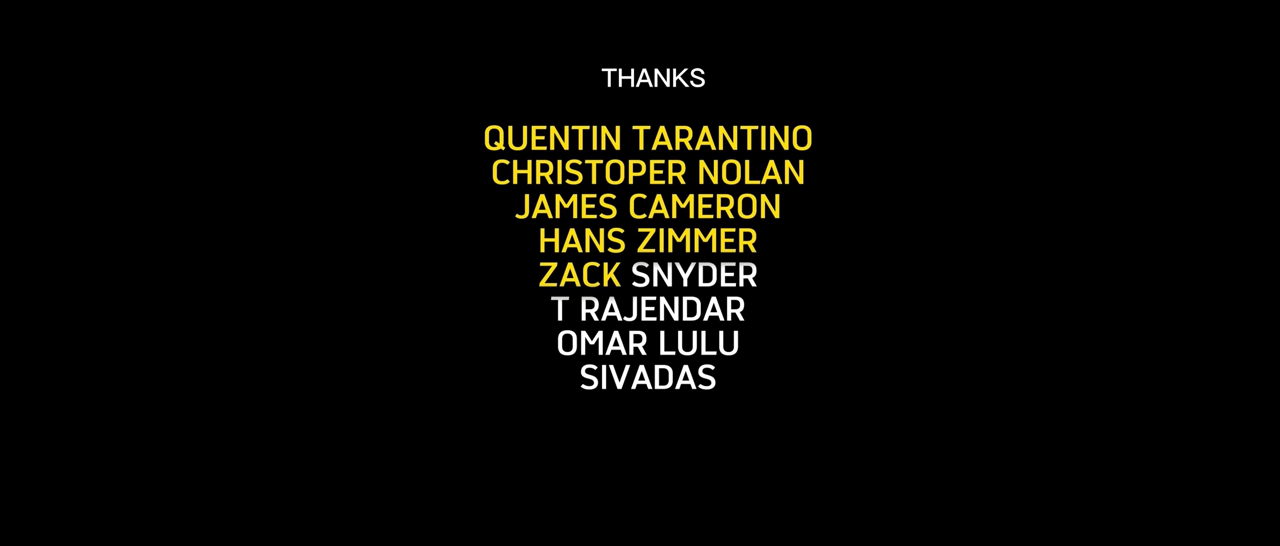 THANKS
QUENTIN TARANTINO
CHRISTOPER NOLAN
JAMES CAMERON
HANS ZIMMER
ZACK SNYDER
T RAJENDAR
OMAR LULU
SIVADAS